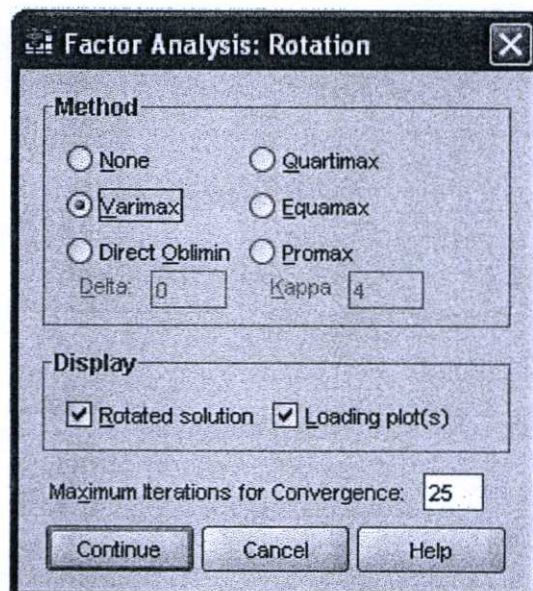 Factor Analysis: Rotation
Method
None Quartimax
Varimax Equamax
Direct Oblimin Promax
Delta: 0 Kappa 4
Display
Rotated solution Loading plot(s)
Maximum Iterations for Convergence: 25
Continue Cancel Help